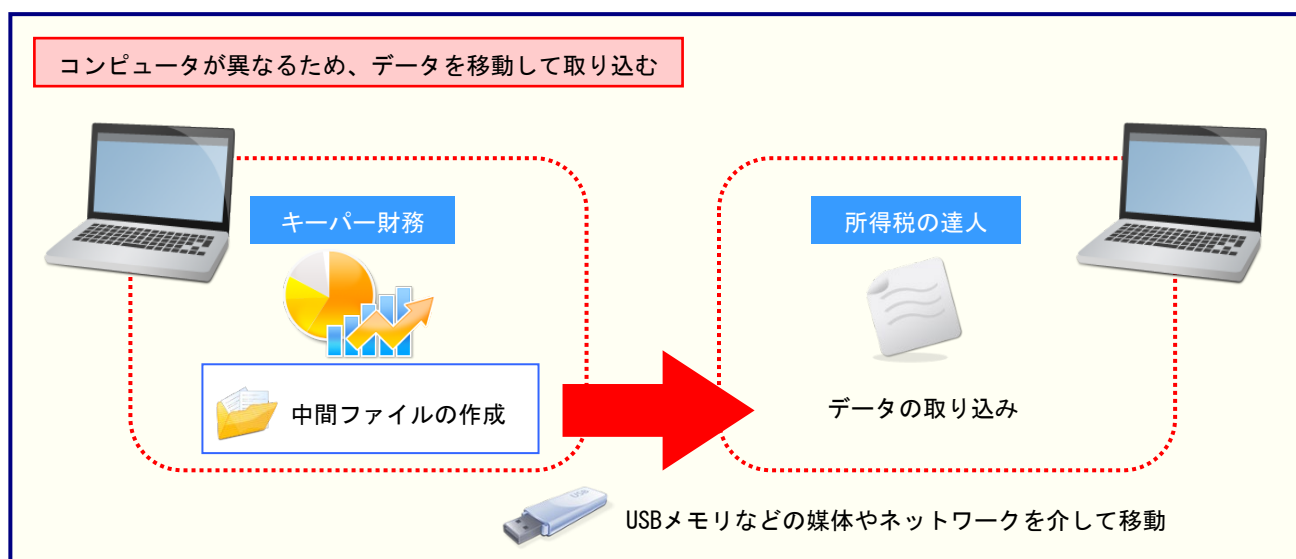 コンピュータが異なるため、データを移動して取り込む
キーパー財務
所得税の達人
中間ファイルの作成
データの取り込み
USB
USBメモリなどの媒体やネットワークを介して移動